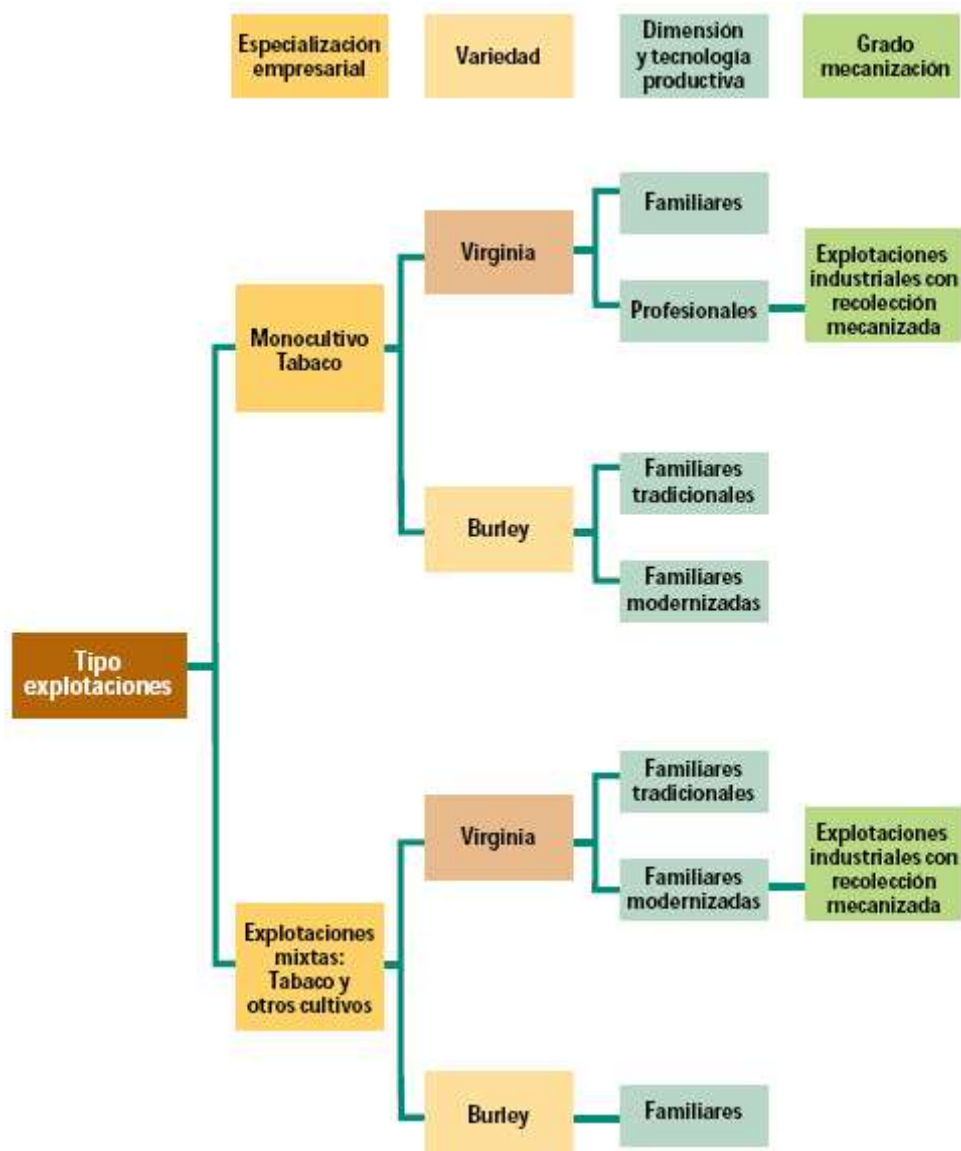 Especialización
empresarial
Variedad
Dimensión
y tecnología
productiva
Grado
mecanización
Tipo
explotaciones
Monocultivo
Tabaco
Virginia
Familiares
Profesionales
Explotaciones
industriales con
recolección
mecanizada
Burley
Familiares
tradicionales
Familiares
modernizadas
Explotaciones
mixtas:
Tabaco y
otros cultivos
Virginia
Familiares
tradicionales
Familiares
modernizadas
Explotaciones
industriales con
recolección
mecanizada
Burley
Familiares